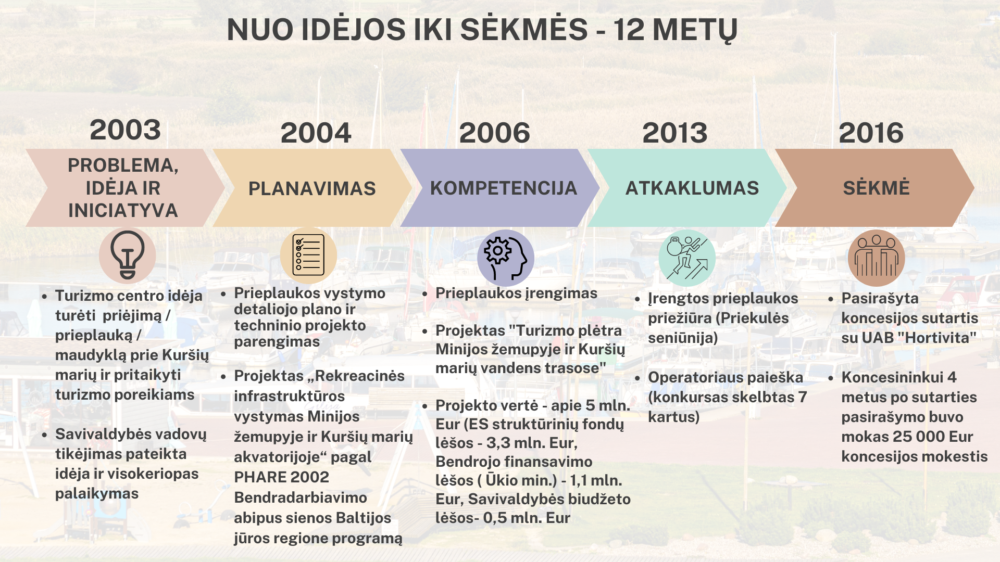 NUO IDĖJOS IKI SĖKMĖS - 12 METŲ
2003
PROBLEMA,
IDĖJA IR
INICIATYVA
Turizmo centro idėja
turėti  priėjimą /
prieplauką /
maudyklą prie Kuršių
marių ir pritaikyti
turizmo poreikiams
Savivaldybės vadovų
tikėjimas pateikta
idėja ir visokeriopas
palaikymas
2004
PLANAVIMAS
Prieplaukos vystymo
detaliojo plano ir
techninio projekto
parengimas
Projektas „Rekreacinės
infrastruktūros
vystymas Minijos
žemupyje ir Kuršių marių
akvatorijoje“ pagal
PHARE 2002
Bendradarbiavimo
abipus sienos Baltijos
jūros regione programą
2006
KOMPETENCIJA
Prieplaukos įrengimas
Projektas "Turizmo plėtra
Minijos žemupyje ir Kuršių
marių vandens trasose"
Projekto vertė - apie 5 mln.
Eur (ES struktūrinių fondų
lėšos - 3,3 mln. Eur,
Bendrojo finansavimo
lėšos ( Ūkio min.) - 1,1 mln.
Eur, Savivaldybės biudžeto
lėšos- 0,5 mln. Eur
2013
ATKAKLUMAS
Įrengtos prieplaukos
priežiūra (Priekulės
seniūnija)
Operatoriaus paieška
(konkursas skelbtas 7
kartus)
2016
SĖKMĖ
Pasirašyta
koncesijos sutartis
su UAB "Hortivita"
Koncesininkui 4
metus po sutarties
pasirašymo buvo
mokas 25 000 Eur
koncesijos mokestis